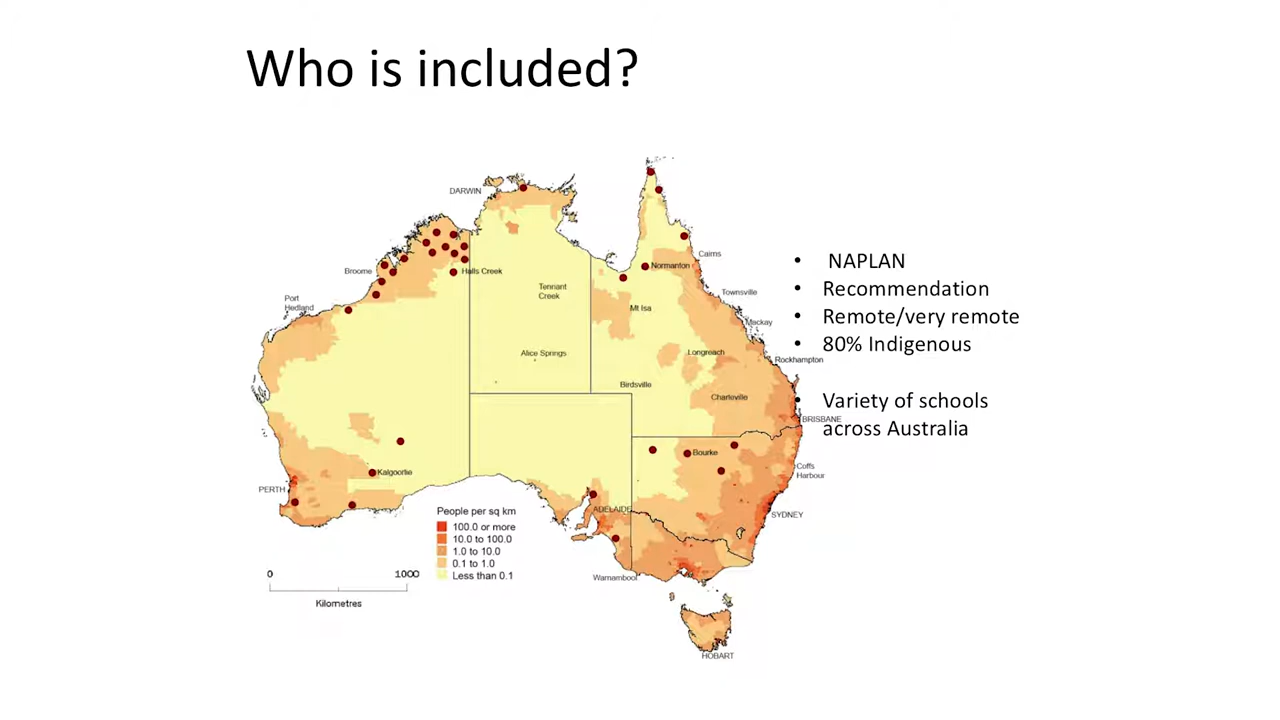 Who is included?
DARWIN
Cairns
Broome
Halls Creek
Normanton
Port
Hedland
Tennant
Creek
Townsville
Mt Isa
Mackay
Alice Springs
Longreach
Rockhampton
Birdsville
Charleville
BRISBANE
Bourke
Kalgoorlie
Coffs
Harbour
PERTH
ADELAIDE
SYDNEY
Warrnambool
HOBART
People per sq km
100.0 or more
10.0 to 100.0
1.0 to 10.0
0.1 to 1.0
Less than 0.1
0 1000
Kilometres
• NAPLAN
• Recommendation
• Remote/very remote
• 80% Indigenous
• Variety of schools
across Australia